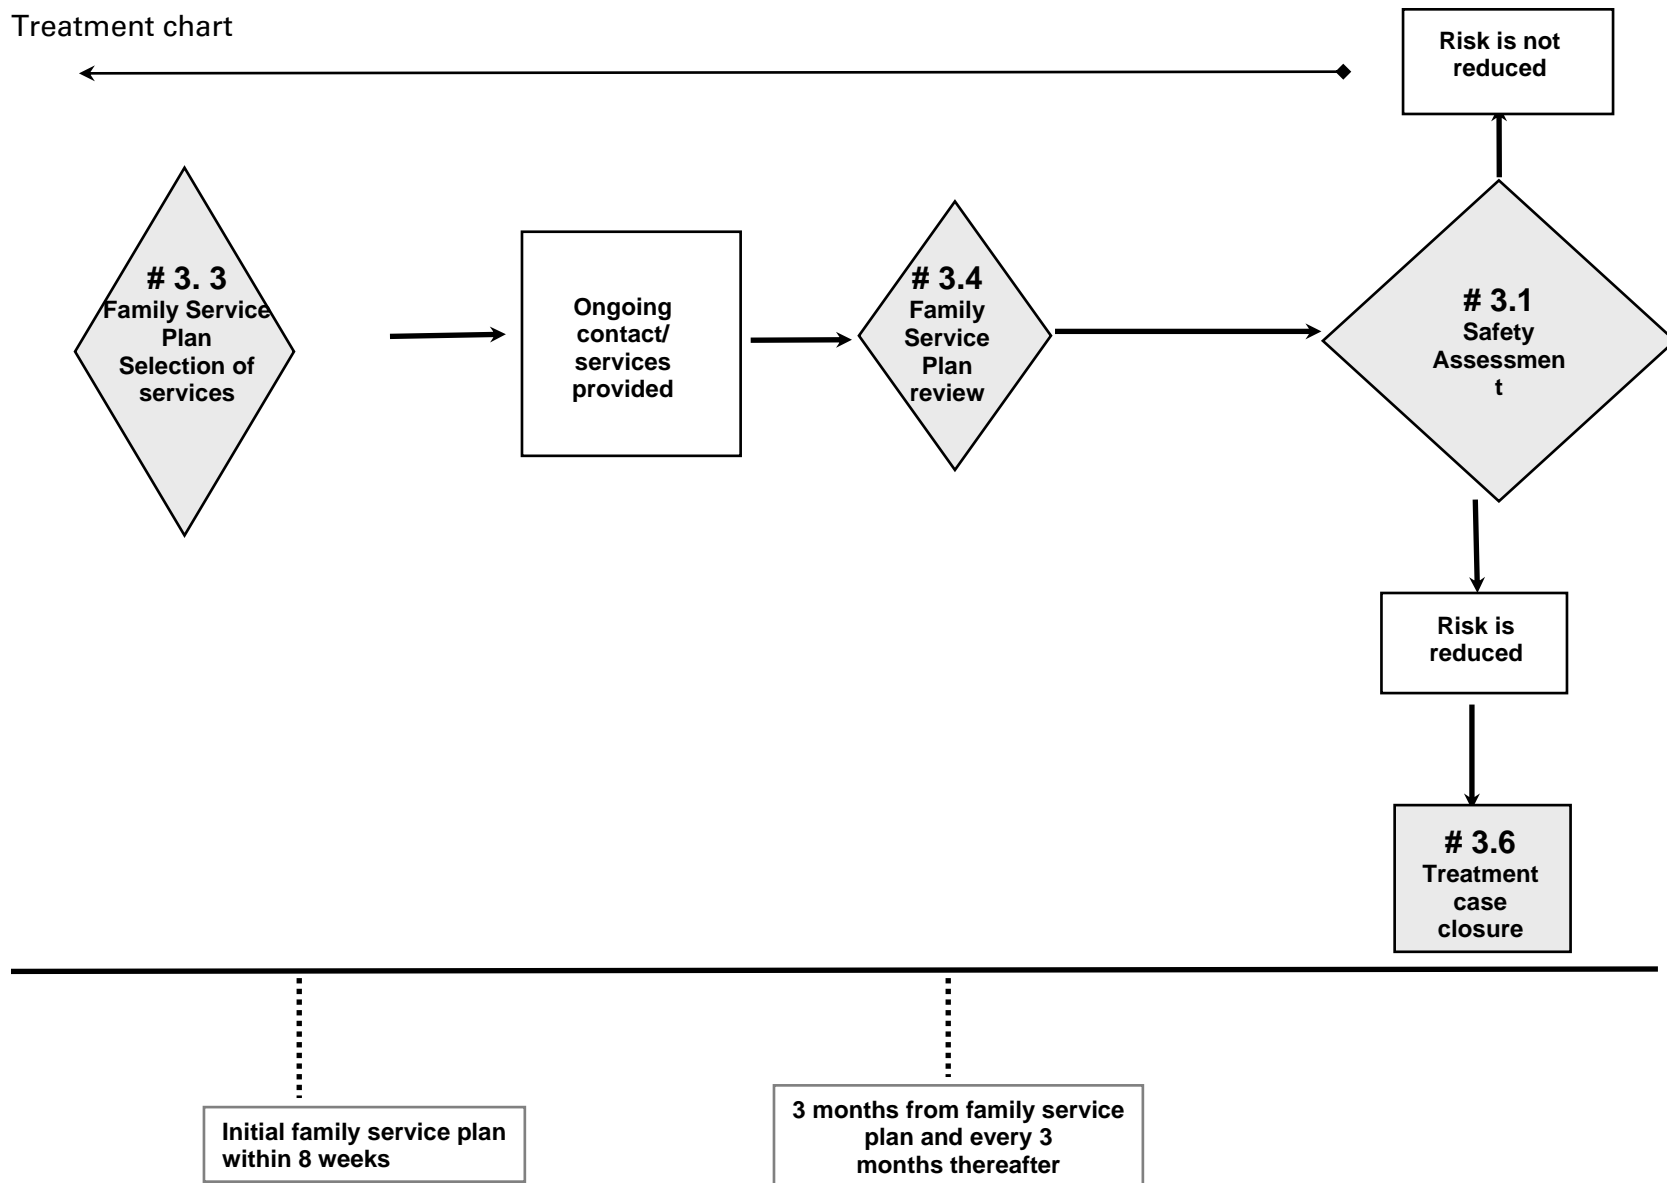 Treatment chart
Risk is not
reduced
# 3. 3
Family Service
Plan
Selection of
services
Ongoing
contact/
services
provided
# 3.4
Family
Service
Plan
review
# 3.1
Safety
Assessmen
t
Risk is
reduced
# 3.6
Treatment
case
closure
Initial family service plan
within 8 weeks
3 months from family service
plan and every 3
months thereafter